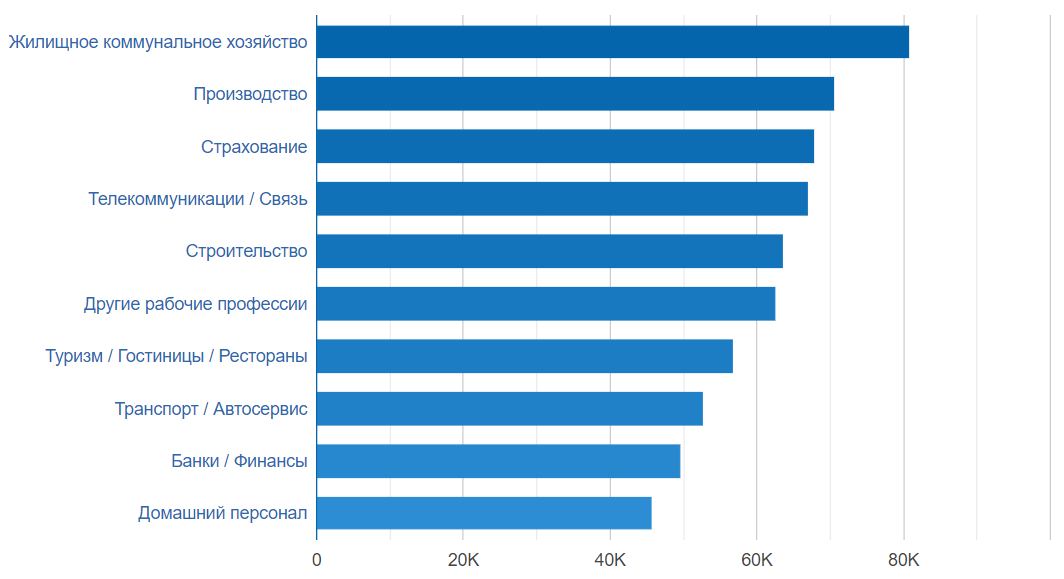 Жилищное коммунальное хозяйство
Производство
Страхование
Телекоммуникации / Связь
Строительство
Другие рабочие профессии
Туризм / Гостиницы / Рестораны
Транспорт / Автосервис
Банки / Финансы
Домашний персонал
0 20K 40K 60K 80K